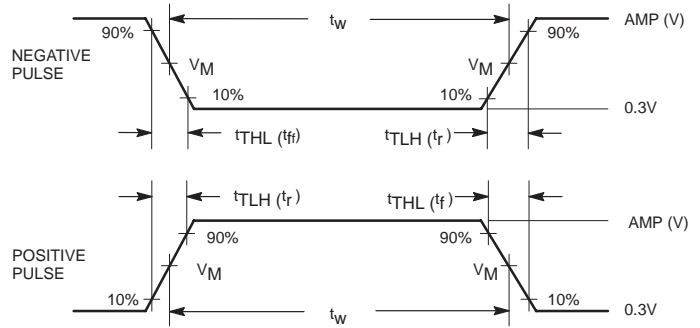 90% tw 90% AMP (V)
NEGATIVE
PULSE
VM VM
10% 10%
0.3V
tTHL (tff) tTLH (tr)
tTLH (tr) tTHL (tf)
AMP (V)
90% 90%
POSITIVE
PULSE
VM VM
10% 10%
tw
0.3V